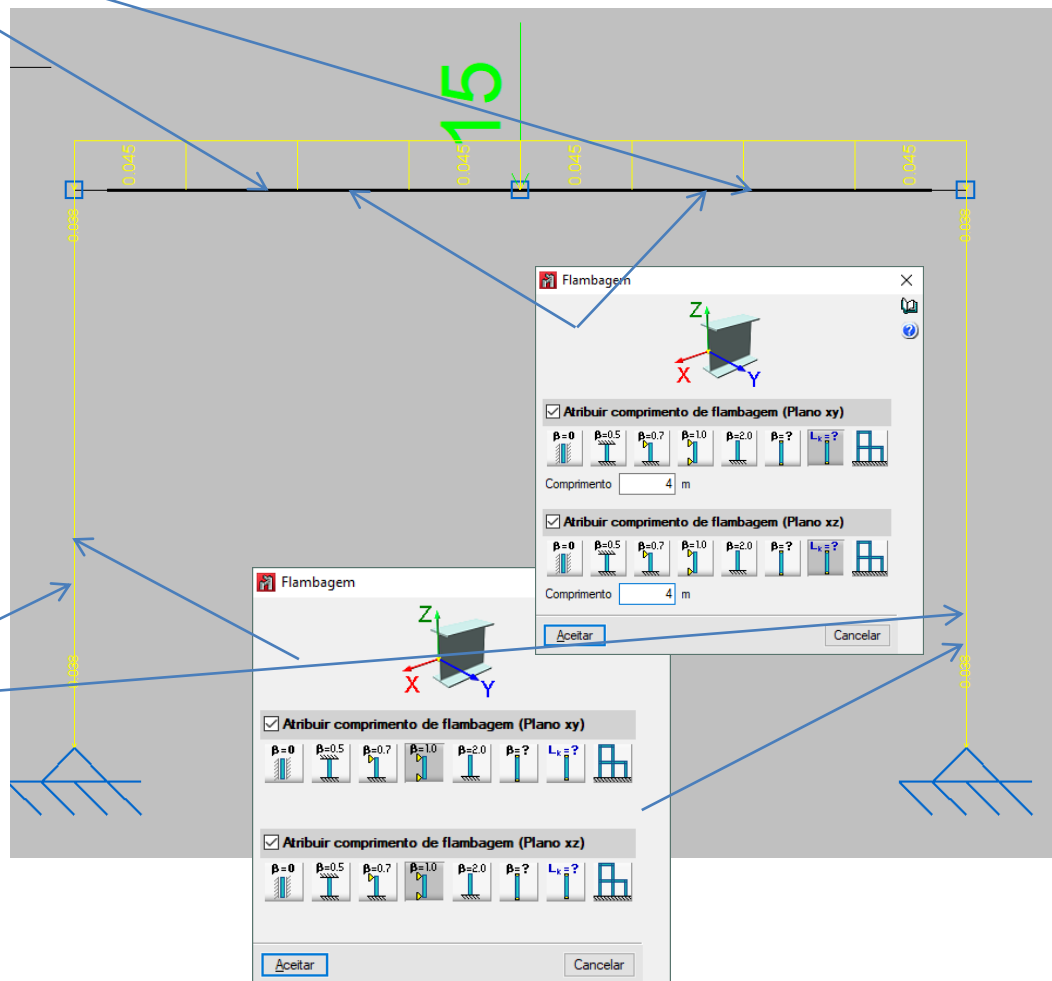 15
0.045
0.045
0.045
0.045
0.038
0.038
0.038
0.038
Flambagem
Z
X
Y
Atribuir comprimento de flambagem (Plano xy)
β=0 β=0.5 β=0.7 β=1.0 β=2.0 β=? Lk=?
Comprimento 4 m
Atribuir comprimento de flambagem (Plano xz)
β=0 β=0.5 β=0.7 β=1.0 β=2.0 β=? Lk=?
Comprimento 4 m
Aceitar Cancelar
Flambagem
Z
X
Y
Atribuir comprimento de flambagem (Plano xy)
β=0 β=0.5 β=0.7 β=1.0 β=2.0 β=? Lk=?
Atribuir comprimento de flambagem (Plano xz)
β=0 β=0.5 β=0.7 β=1.0 β=2.0 β=? Lk=?
Aceitar Cancelar